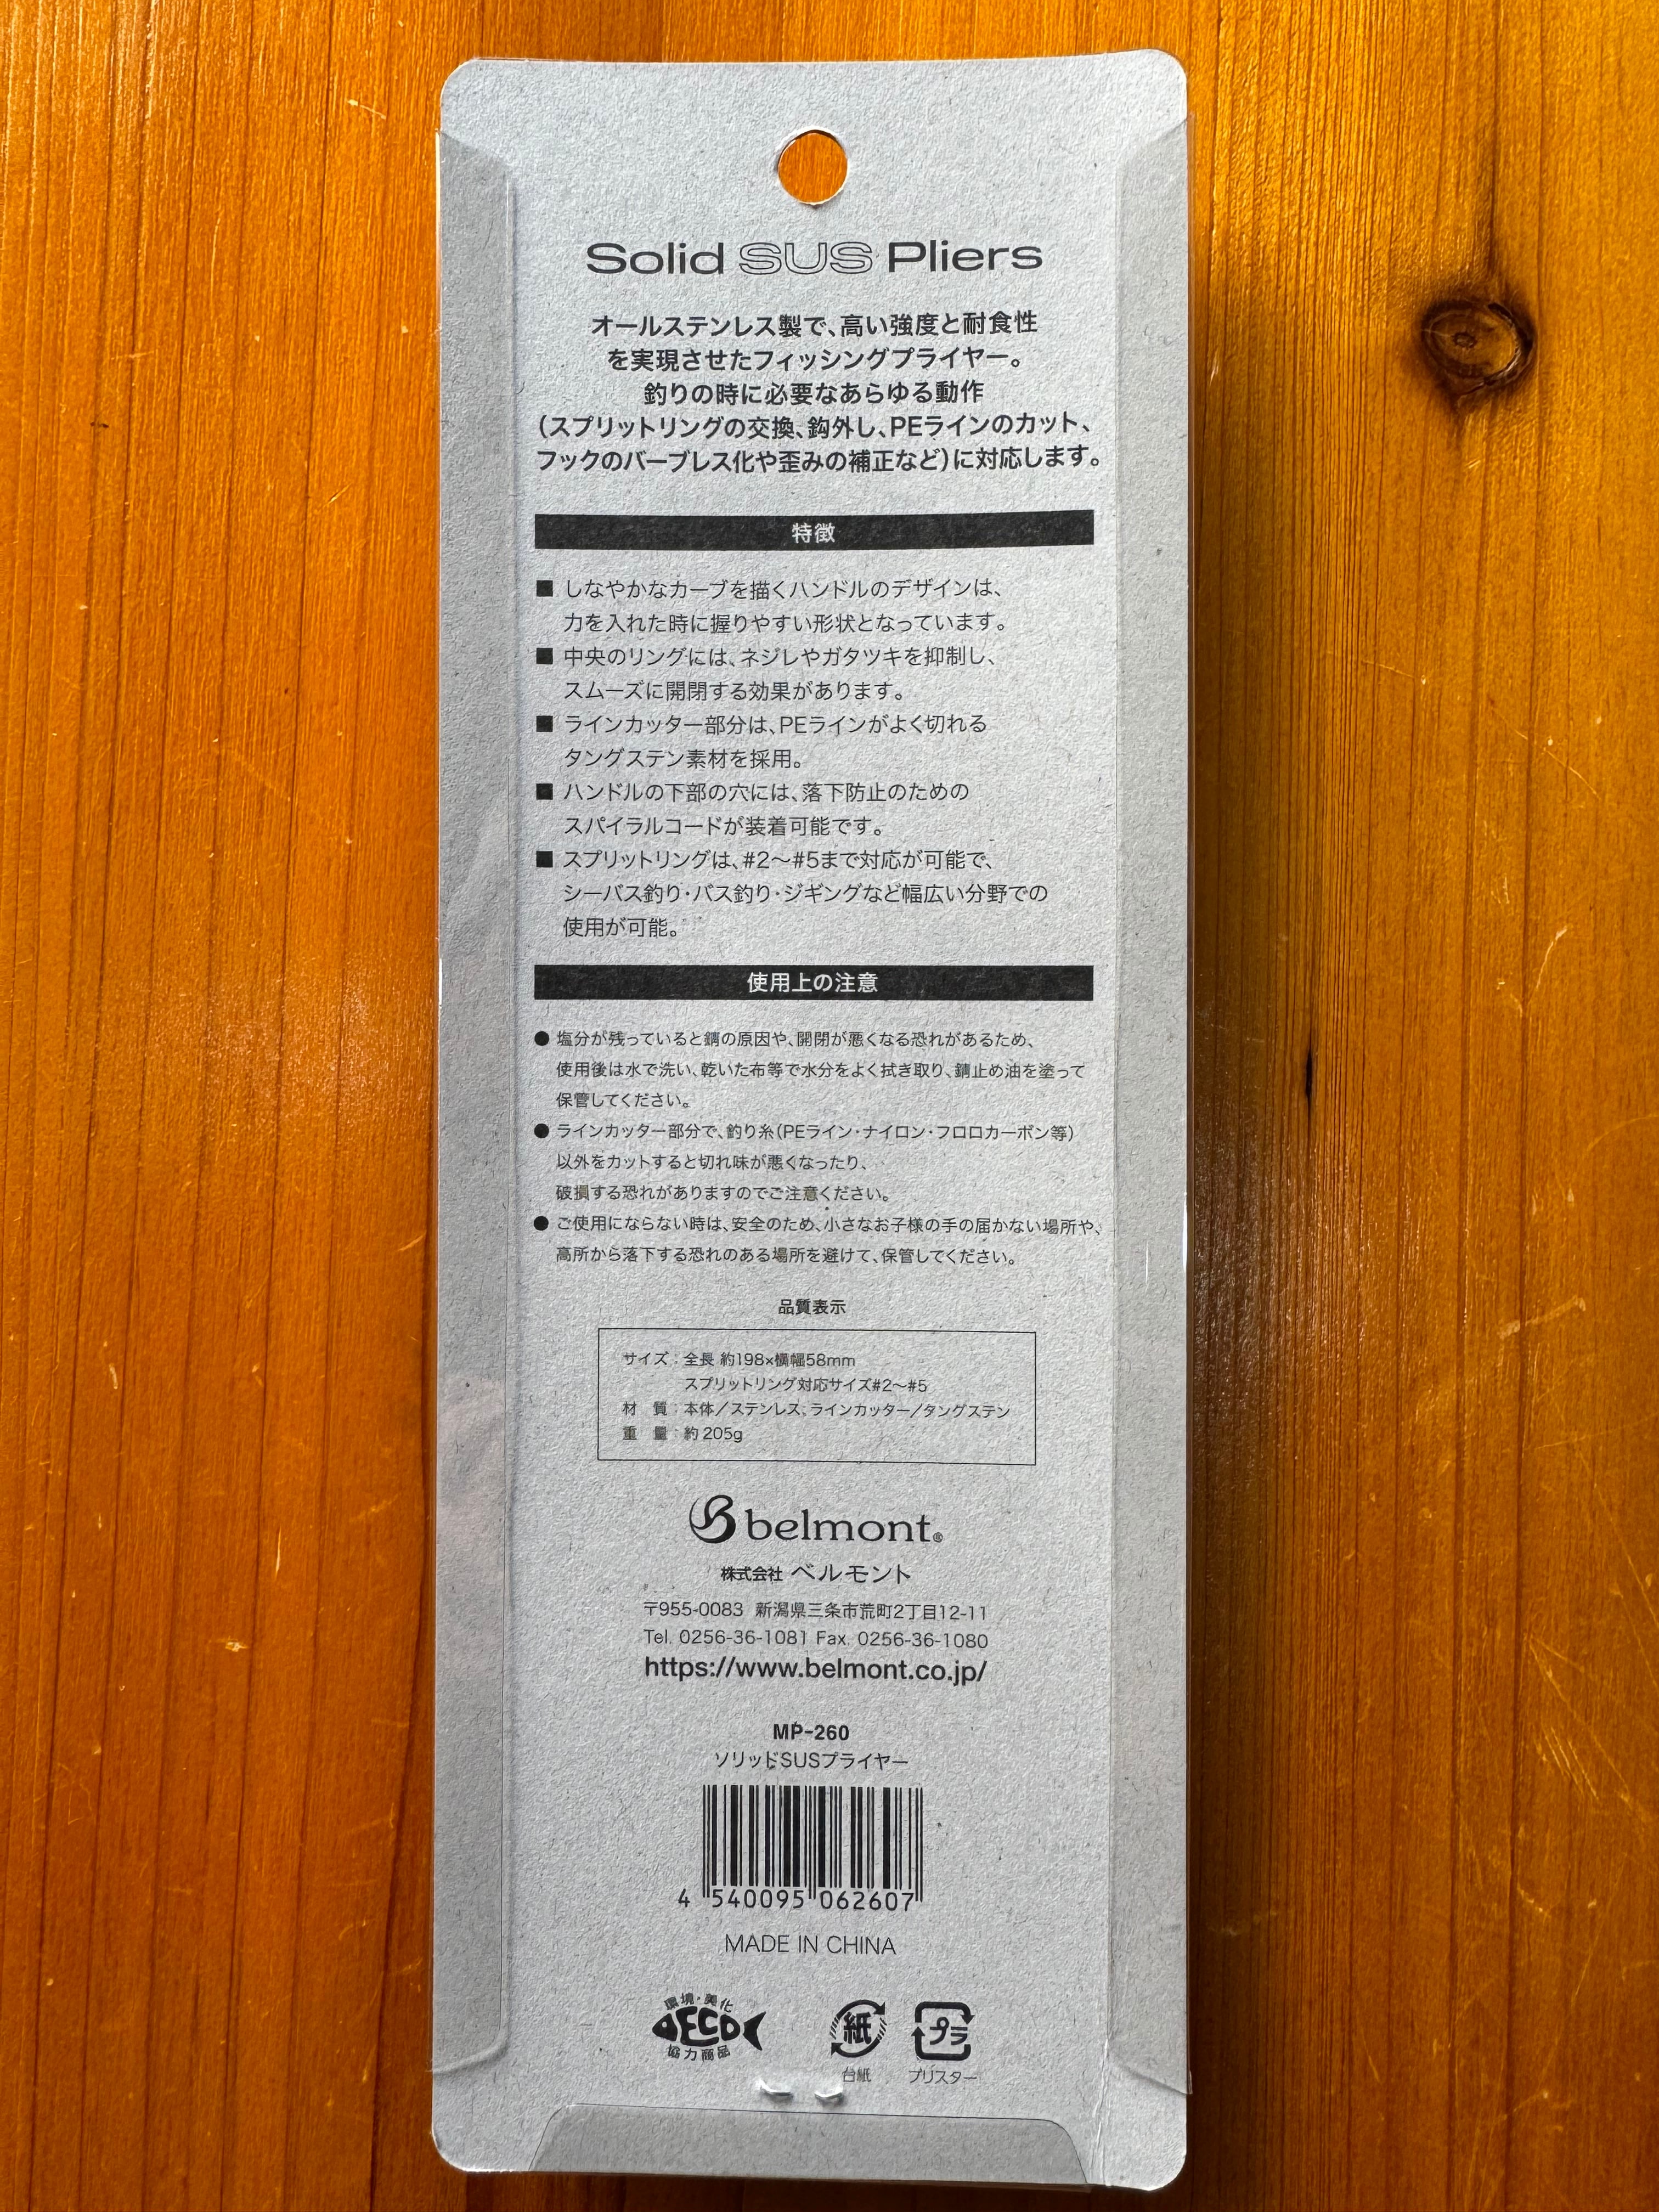 Solid SUS Pliers
オールステンレス製で、高い強度と耐食性
を実現させたフィッシングプライヤー。
釣りの時に必要なあらゆる動作
(スプリットリングの交換、鈎外し、PEラインのカット、
フックのバーブレス化や歪みの補正など)に対応します。
特徴
■ しなやかなカーブを描くハンドルのデザインは、
力を入れた時に握りやすい形状となっています。
■ 中央のリングには、ネジレやガタツキを抑制し、
スムーズに開閉する効果があります。
■ ラインカッター部分は、PEラインがよく切れる
タングステン素材を採用。
■ ハンドルの下部の穴には、落下防止のための
スパイラルコードが装着可能です。
■ スプリットリングは、#2〜#5まで対応が可能で、
シーバス釣り・バス釣り・ジギングなど幅広い分野での
使用が可能。
使用上の注意
● 塩分が残っていると錆の原因や、開閉が悪くなる恐れがあるため、
使用後は水で洗い、乾いた布等で水分をよく拭き取り、錆止め油を塗って
保管してください。
● ラインカッター部分で、釣り糸(PEライン・ナイロン・フロロカーボン等)
以外をカットすると切れ味が悪くなったり、
破損する恐れがありますのでご注意ください。
● ご使用にならない時は、安全のため、小さなお子様の手の届かない場所や、
高所から落下する恐れのある場所を避けて、保管してください。
品質表示
サイズ:全長 約198×横幅58mm
スプリットリング対応サイズ#2〜#5
材 質:本体/ステンレス、ラインカッター/タングステン
重 量:約205g
belmont®
株式会社 ベルモント
〒955-0083 新潟県三条市荒町2丁目12-11
Tel. 0256-36-1081 Fax. 0256-36-1080
https://www.belmont.co.jp/
MP-260
ソリッドSUSプライヤー
4 540095 062607
MADE IN CHINA
環境・美化
ECO
協力商品
紙
台紙
プラ
ブリスター